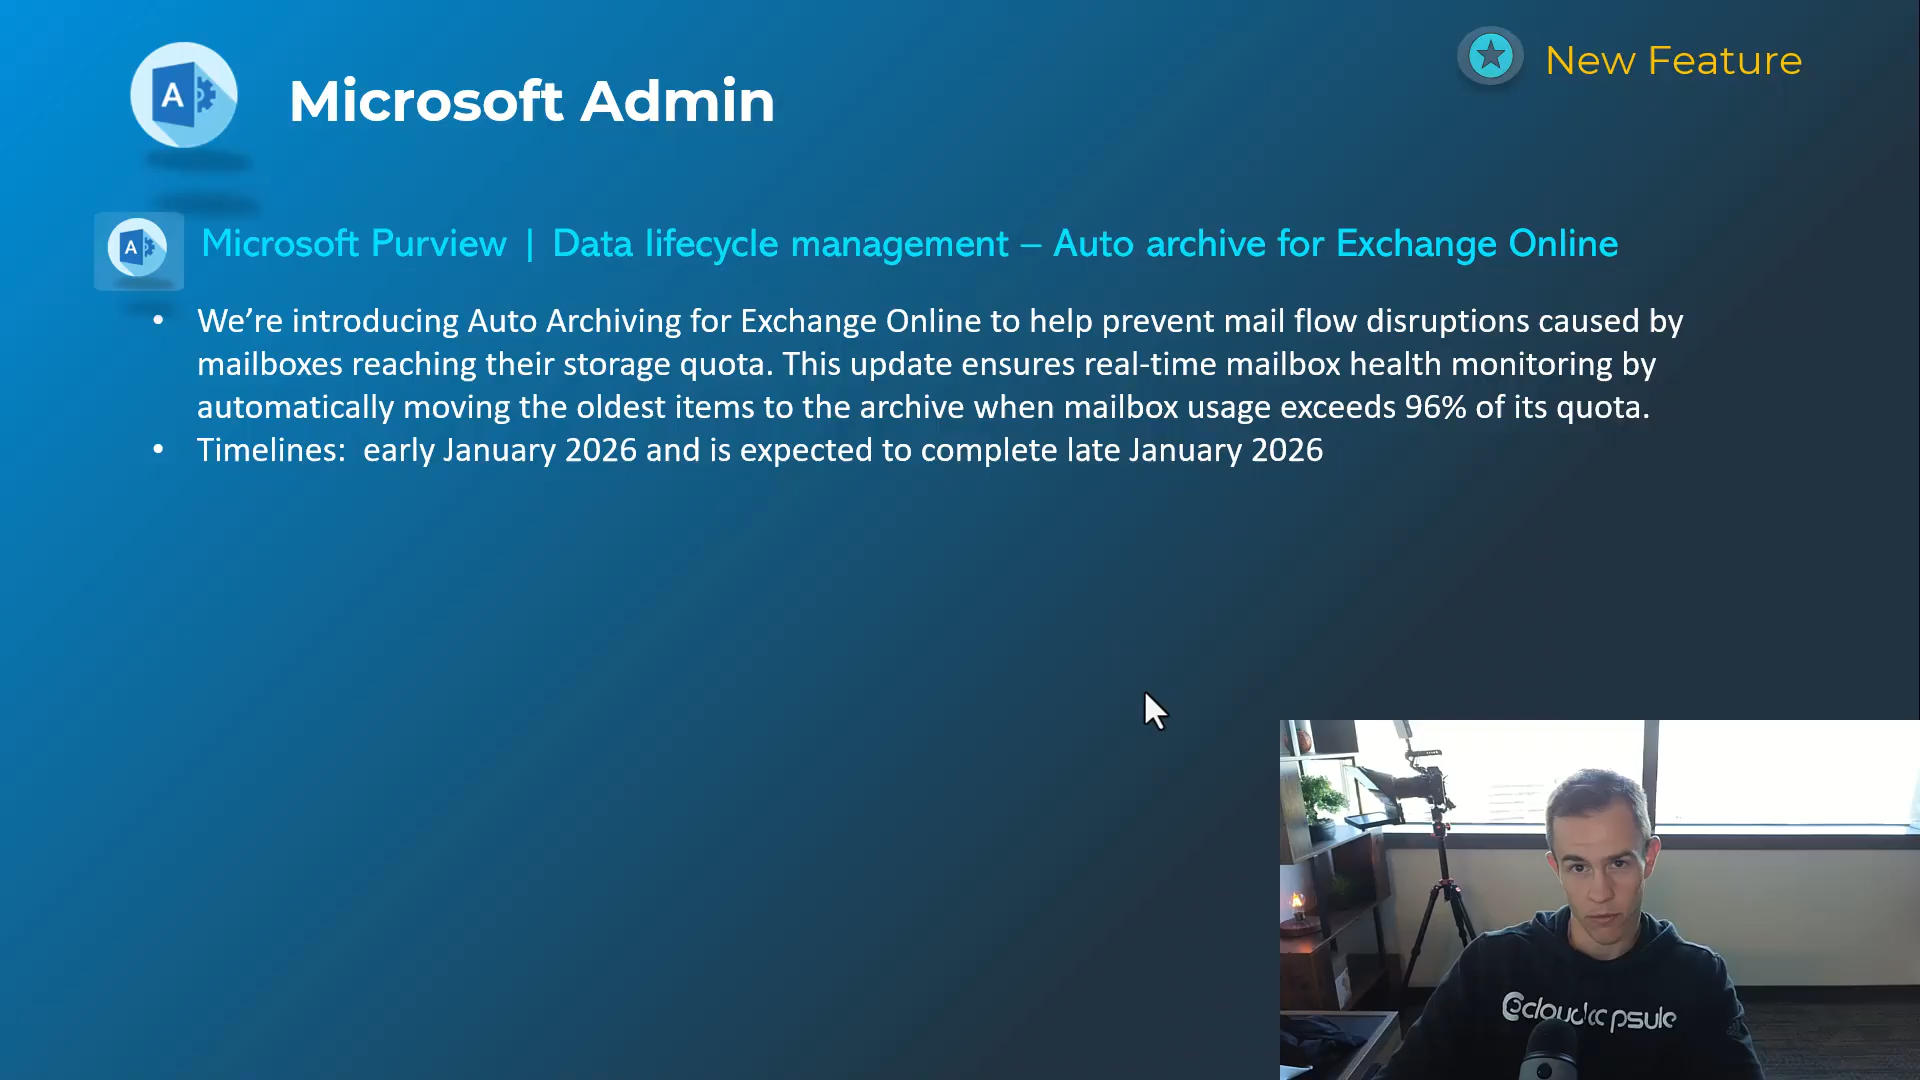 A
Microsoft Admin
New Feature
A
Microsoft Purview | Data lifecycle management – Auto archive for Exchange Online
• We’re introducing Auto Archiving for Exchange Online to help prevent mail flow disruptions caused by
mailboxes reaching their storage quota. This update ensures real-time mailbox health monitoring by
automatically moving the oldest items to the archive when mailbox usage exceeds 96% of its quota.
• Timelines:  early January 2026 and is expected to complete late January 2026